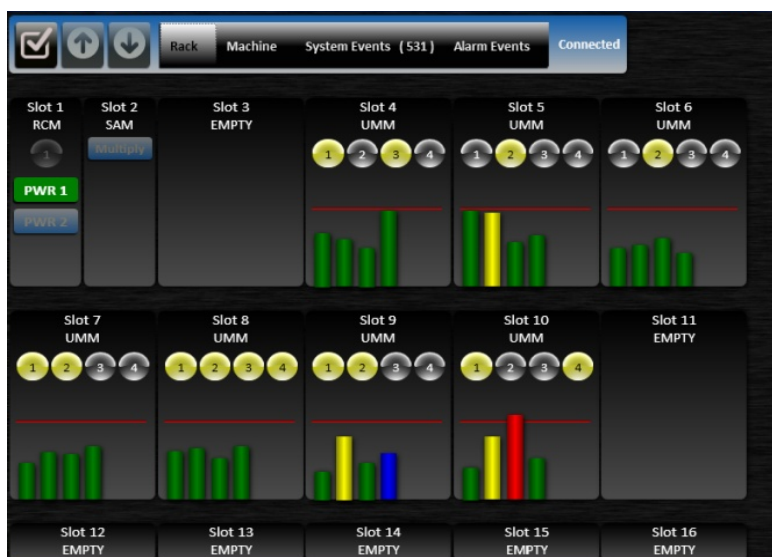 Rack Machine System Events ( 531 ) Alarm Events Connected
Slot 1 Slot 2 Slot 3 Slot 4 Slot 5 Slot 6
RCM SAM EMPTY UMM UMM UMM
1 Multiply 1 2 3 4 1 2 3 4 1 2 3 4
PWR 1
PWR 2
Slot 7 Slot 8 Slot 9 Slot 10 Slot 11
UMM UMM UMM UMM EMPTY
1 2 3 4 1 2 3 4 1 2 3 4 1 2 3 4
Slot 12 Slot 13 Slot 14 Slot 15 Slot 16
EMPTY EMPTY EMPTY EMPTY EMPTY